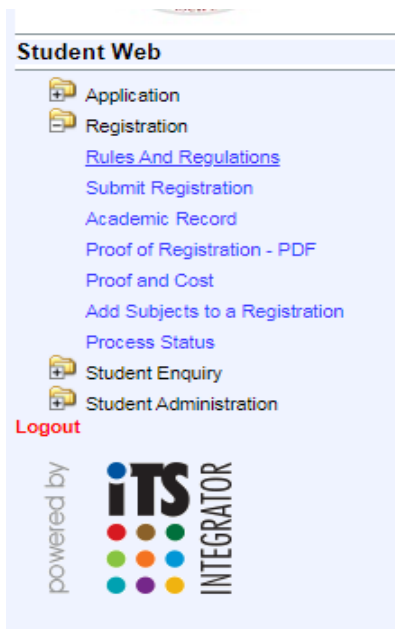 Student Web
Application
Registration
Rules And Regulations
Submit Registration
Academic Record
Proof of Registration - PDF
Proof and Cost
Add Subjects to a Registration
Process Status
Student Enquiry
Student Administration
Logout
powered by
iTS
INTEGRATOR